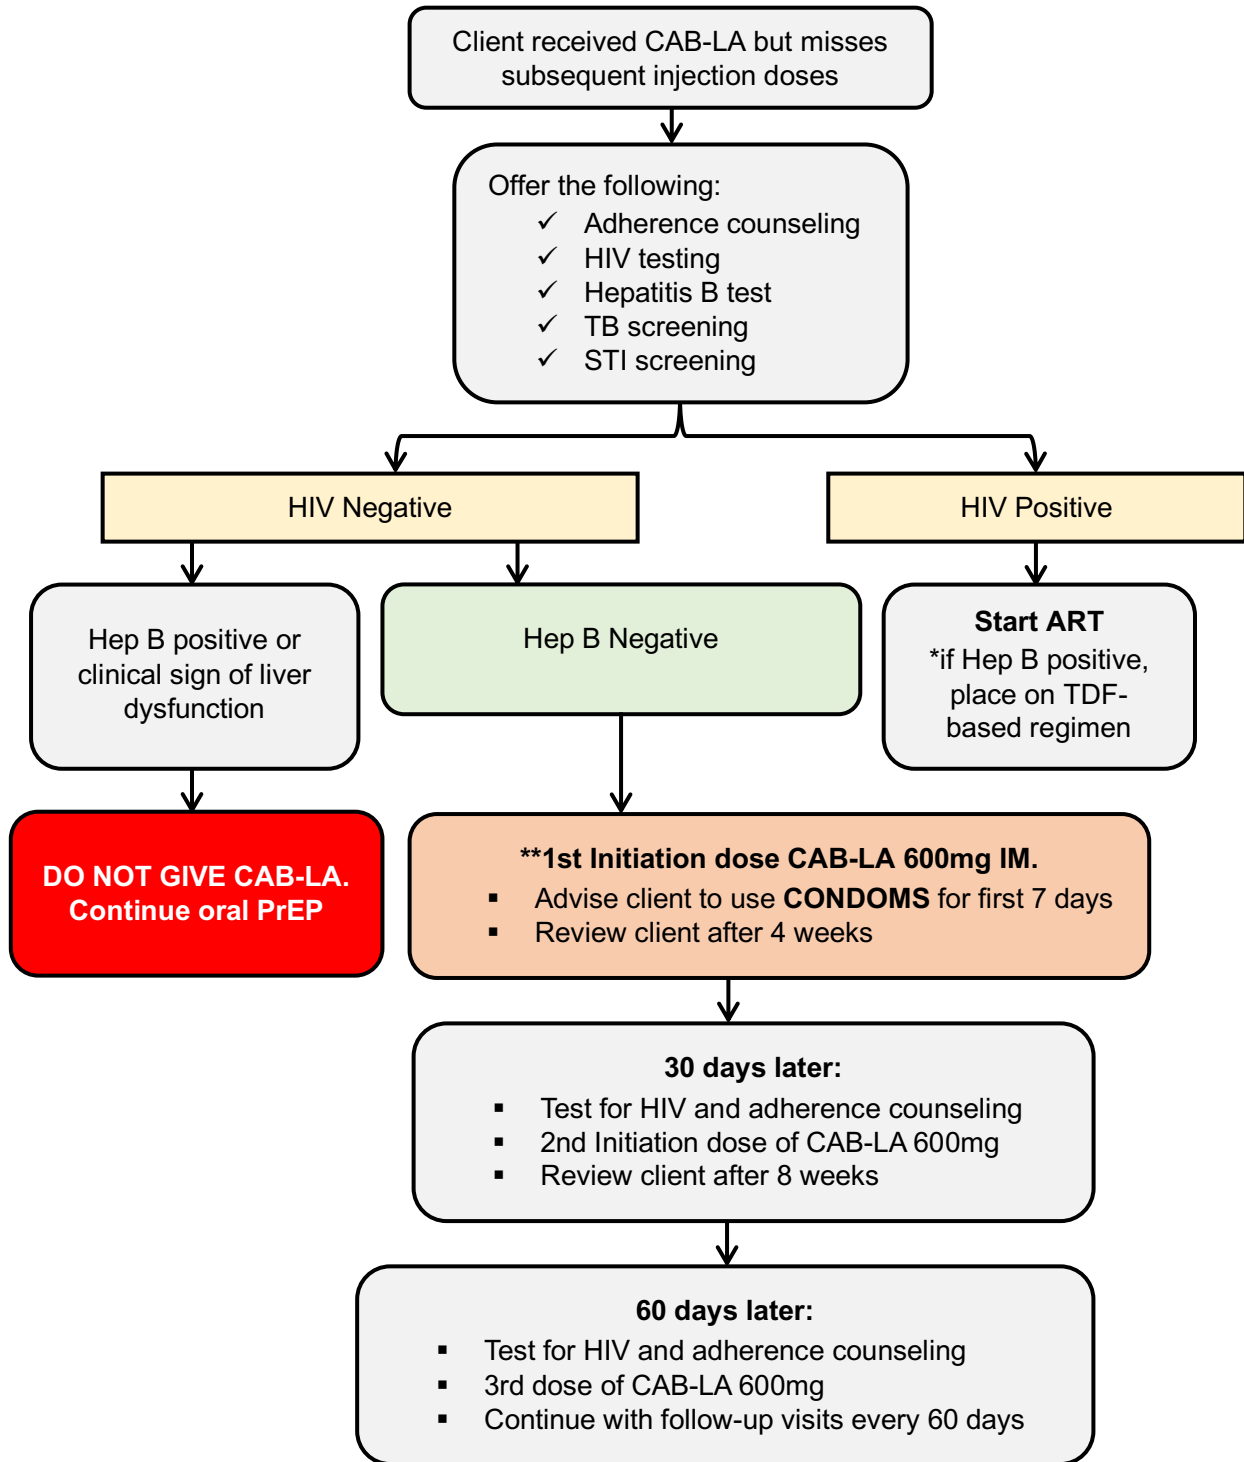 Client received CAB-LA but misses
subsequent injection doses
Offer the following:
✓ Adherence counseling
✓ HIV testing
✓ Hepatitis B test
✓ TB screening
✓ STI screening
HIV Negative
HIV Positive
Hep B positive or
clinical sign of liver
dysfunction
Hep B Negative
Start ART
*if Hep B positive,
place on TDF-
based regimen
DO NOT GIVE CAB-LA.
Continue oral PrEP
**1st Initiation dose CAB-LA 600mg IM.
▪ Advise client to use CONDOMS for first 7 days
▪ Review client after 4 weeks
30 days later:
▪ Test for HIV and adherence counseling
▪ 2nd Initiation dose of CAB-LA 600mg
▪ Review client after 8 weeks
60 days later:
▪ Test for HIV and adherence counseling
▪ 3rd dose of CAB-LA 600mg
▪ Continue with follow-up visits every 60 days